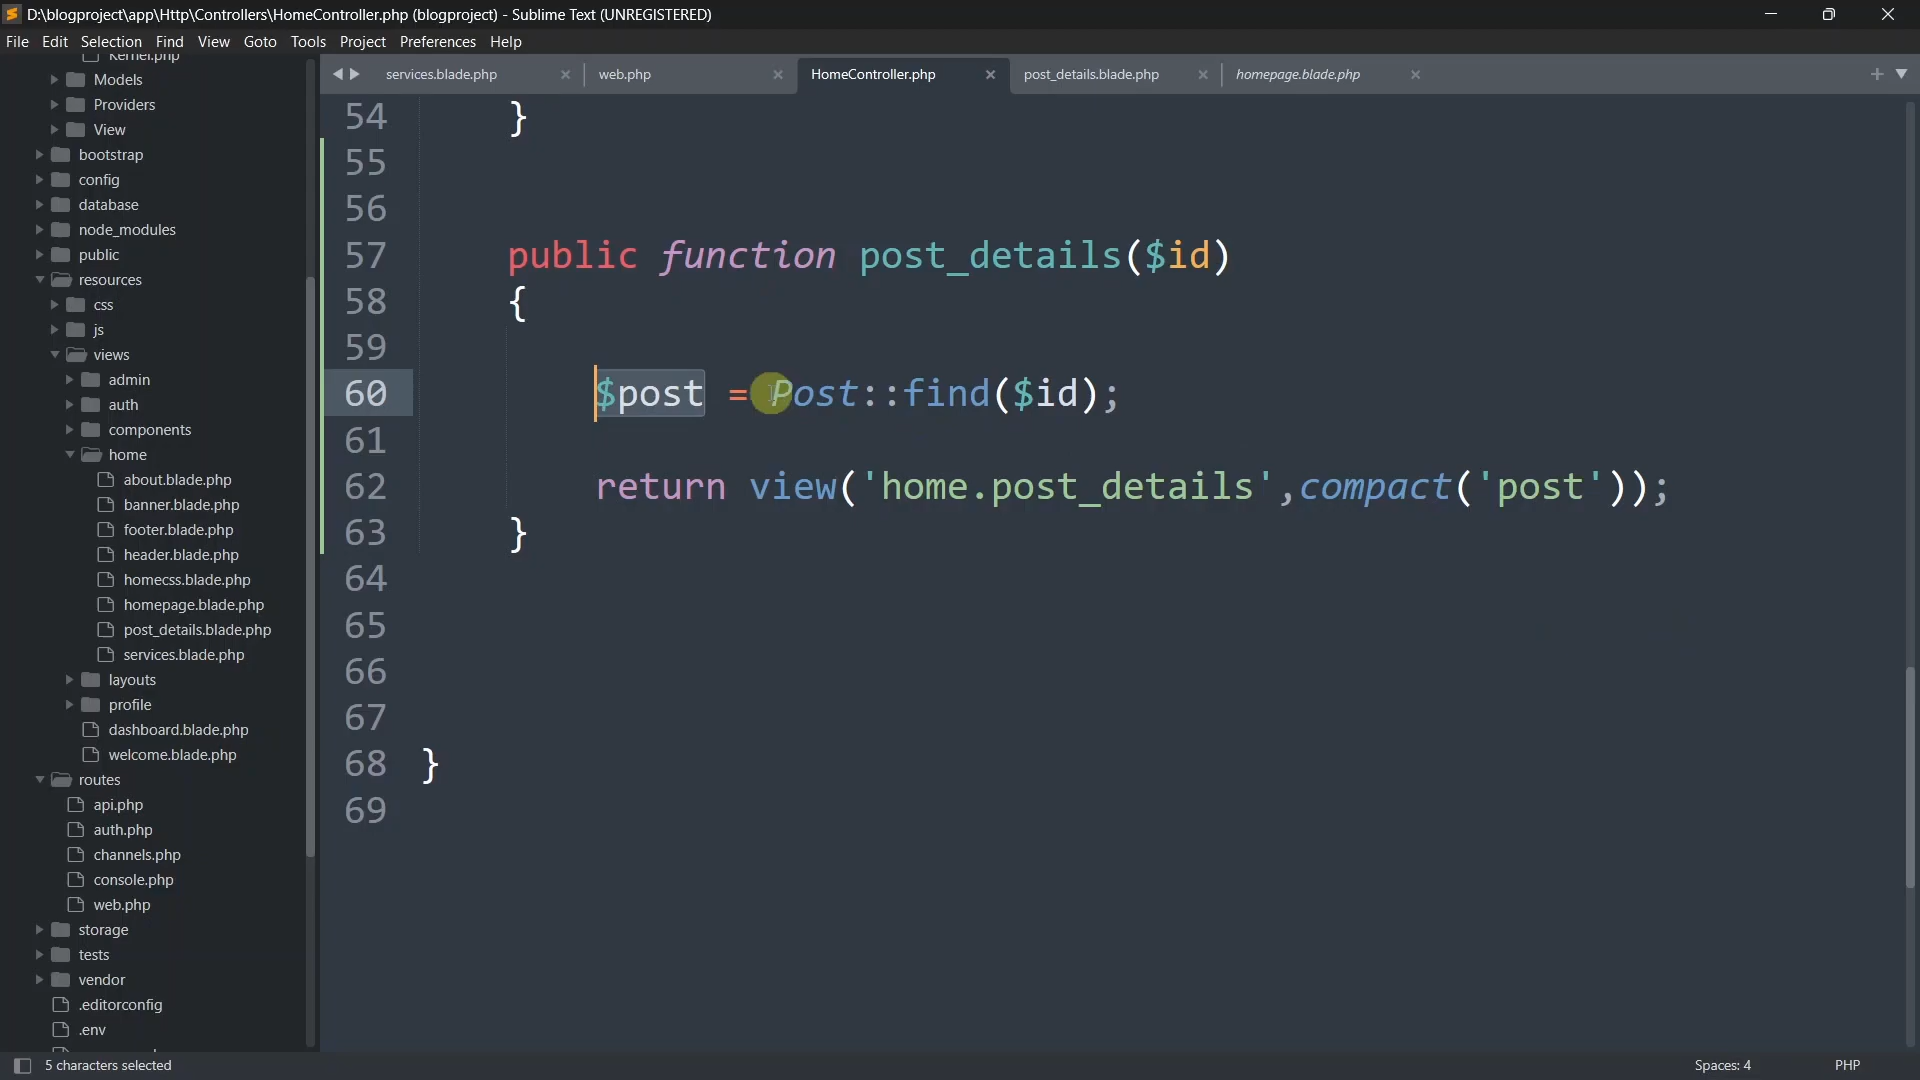 D:\blogproject\app\Http\Controllers\HomeController.php (blogproject) - Sublime Text (UNREGISTERED)
File Edit Selection Find View Goto Tools Project Preferences Help
services.blade.php
web.php
HomeController.php
post_details.blade.php
homepage.blade.php
Kernel.php
Models
Providers
View
bootstrap
config
database
node_modules
public
resources
css
js
views
admin
auth
components
home
about.blade.php
banner.blade.php
footer.blade.php
header.blade.php
homecss.blade.php
homepage.blade.php
post_details.blade.php
services.blade.php
layouts
profile
dashboard.blade.php
welcome.blade.php
routes
api.php
auth.php
channels.php
console.php
web.php
storage
tests
vendor
.editorconfig
.env
54 }
55
56
57 public function post_details($id)
58 {
59
60 $post = Post::find($id);
61
62 return view('home.post_details',compact('post'));
63 }
64
65
66
67
68 }
69
5 characters selected
Spaces: 4
PHP